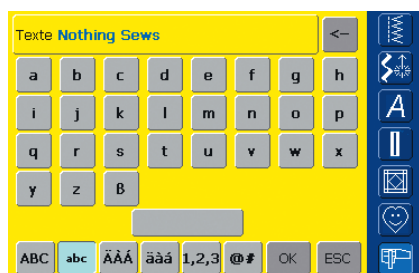 Texte Nothing Sews <-
a b c d e f g h
i j k l m n o p
q r s t u v w x
y z ß
ABC abc ÄÀÁ äàá 1,2,3 @# OK ESC
A